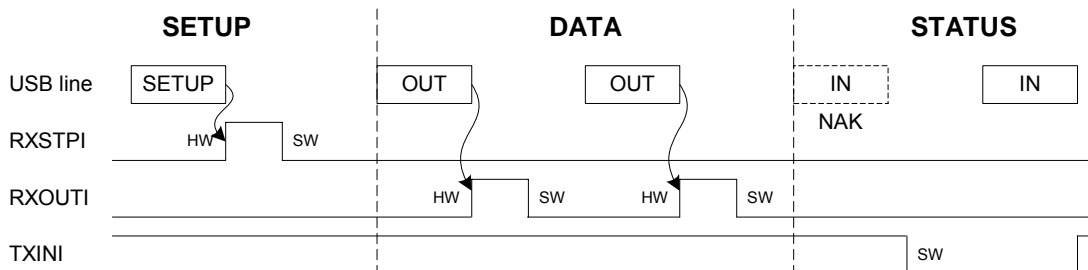 SETUP DATA STATUS
USB line SETUP OUT OUT IN IN
NAK
RXSTPI HW SW
RXOUTI HW SW HW SW
TXINI SW